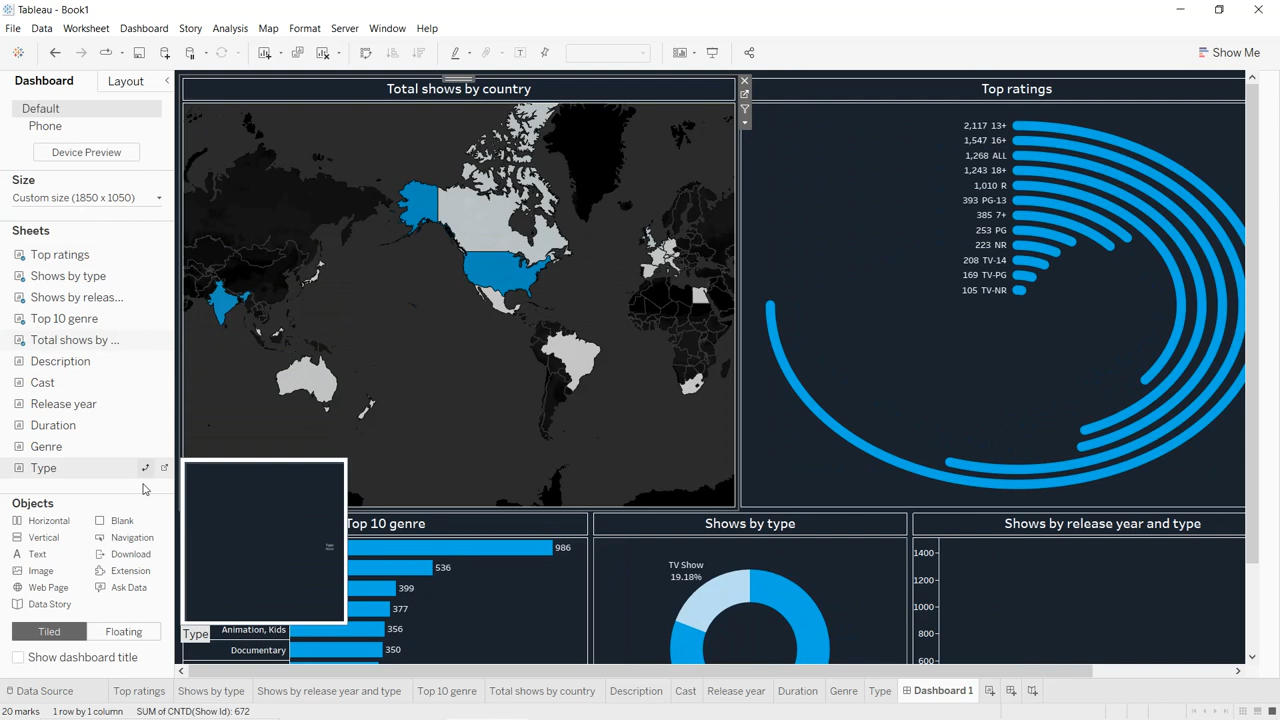 Tableau - Book1
File Data Worksheet Dashboard Story Analysis Map Format Server Window Help
Show Me
Dashboard Layout
Default
Phone
Device Preview
Size
Custom size (1850 x 1050)
Sheets
Top ratings
Shows by type
Shows by releas...
Top 10 genre
Total shows by ...
Description
Cast
Release year
Duration
Genre
Type
Objects
Horizontal Blank
Vertical Navigation
Text Download
Image Extension
Web Page Ask Data
Data Story
Tiled Floating
Show dashboard title
Total shows by country
Top ratings
2,117 13+
1,547 16+
1,268 ALL
1,243 18+
1,010 R
393 PG-13
385 7+
253 PG
223 NR
208 TV-14
169 TV-PG
105 TV-NR
Type
Top 10 genre
986
536
399
377
Animation, Kids 356
Documentary 350
Shows by type
TV Show
19.18%
Shows by release year and type
1400
1200
1000
800
600
Data Source Top ratings Shows by type Shows by release year and type Top 10 genre Total shows by country Description Cast Release year Duration Genre Type Dashboard 1
20 marks 1 row by 1 column SUM of CNTD(Show Id): 672